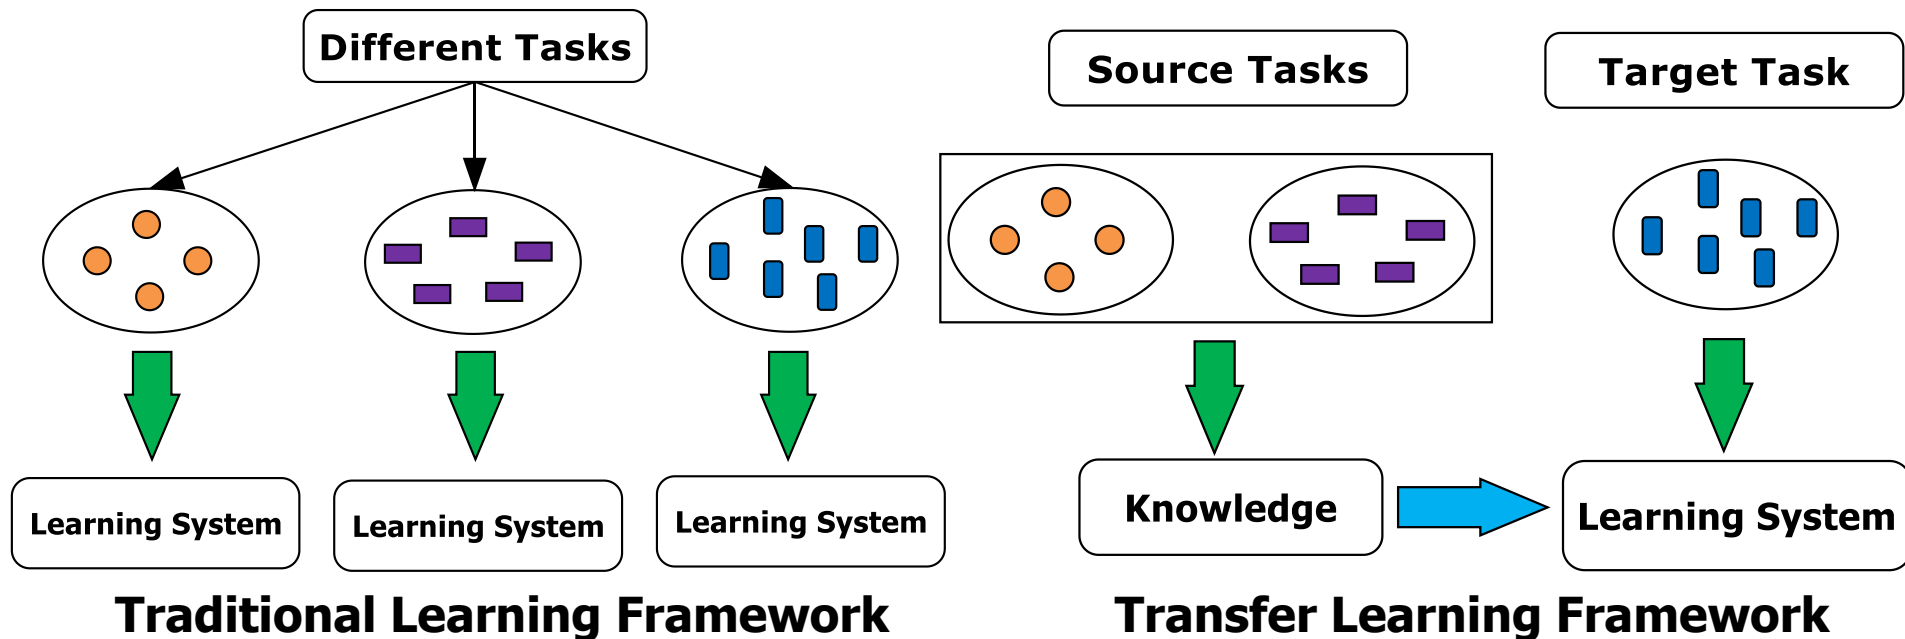 Different Tasks
Source Tasks
Target Task
Learning System
Learning System
Learning System
Knowledge
Learning System
Traditional Learning Framework
Transfer Learning Framework